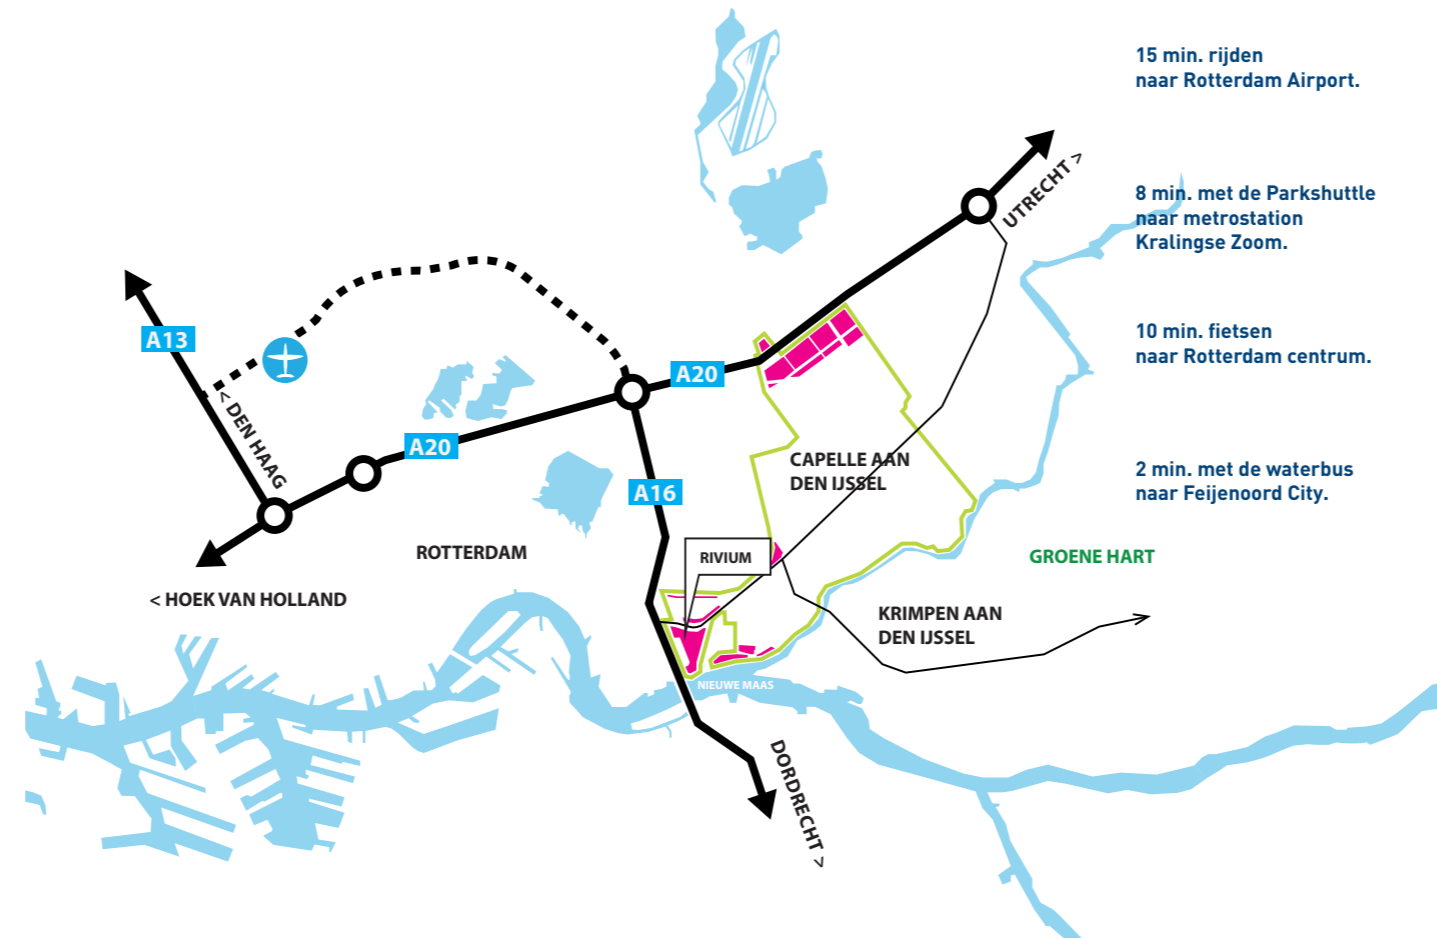 15 min. rijden
naar Rotterdam Airport.
UTRECHT >
8 min. met de Parkshuttle
naar metrostation
Kralingse Zoom.
A13
10 min. fietsen
naar Rotterdam centrum.
A20
< DEN HAAG
A20
CAPELLE AAN
DEN IJSSEL
2 min. met de waterbus
naar Feijenoord City.
A16
ROTTERDAM
RIVIUM
GROENE HART
< HOEK VAN HOLLAND
KRIMPEN AAN
DEN IJSSEL
NIEUWE MAAS
DORDRECHT >